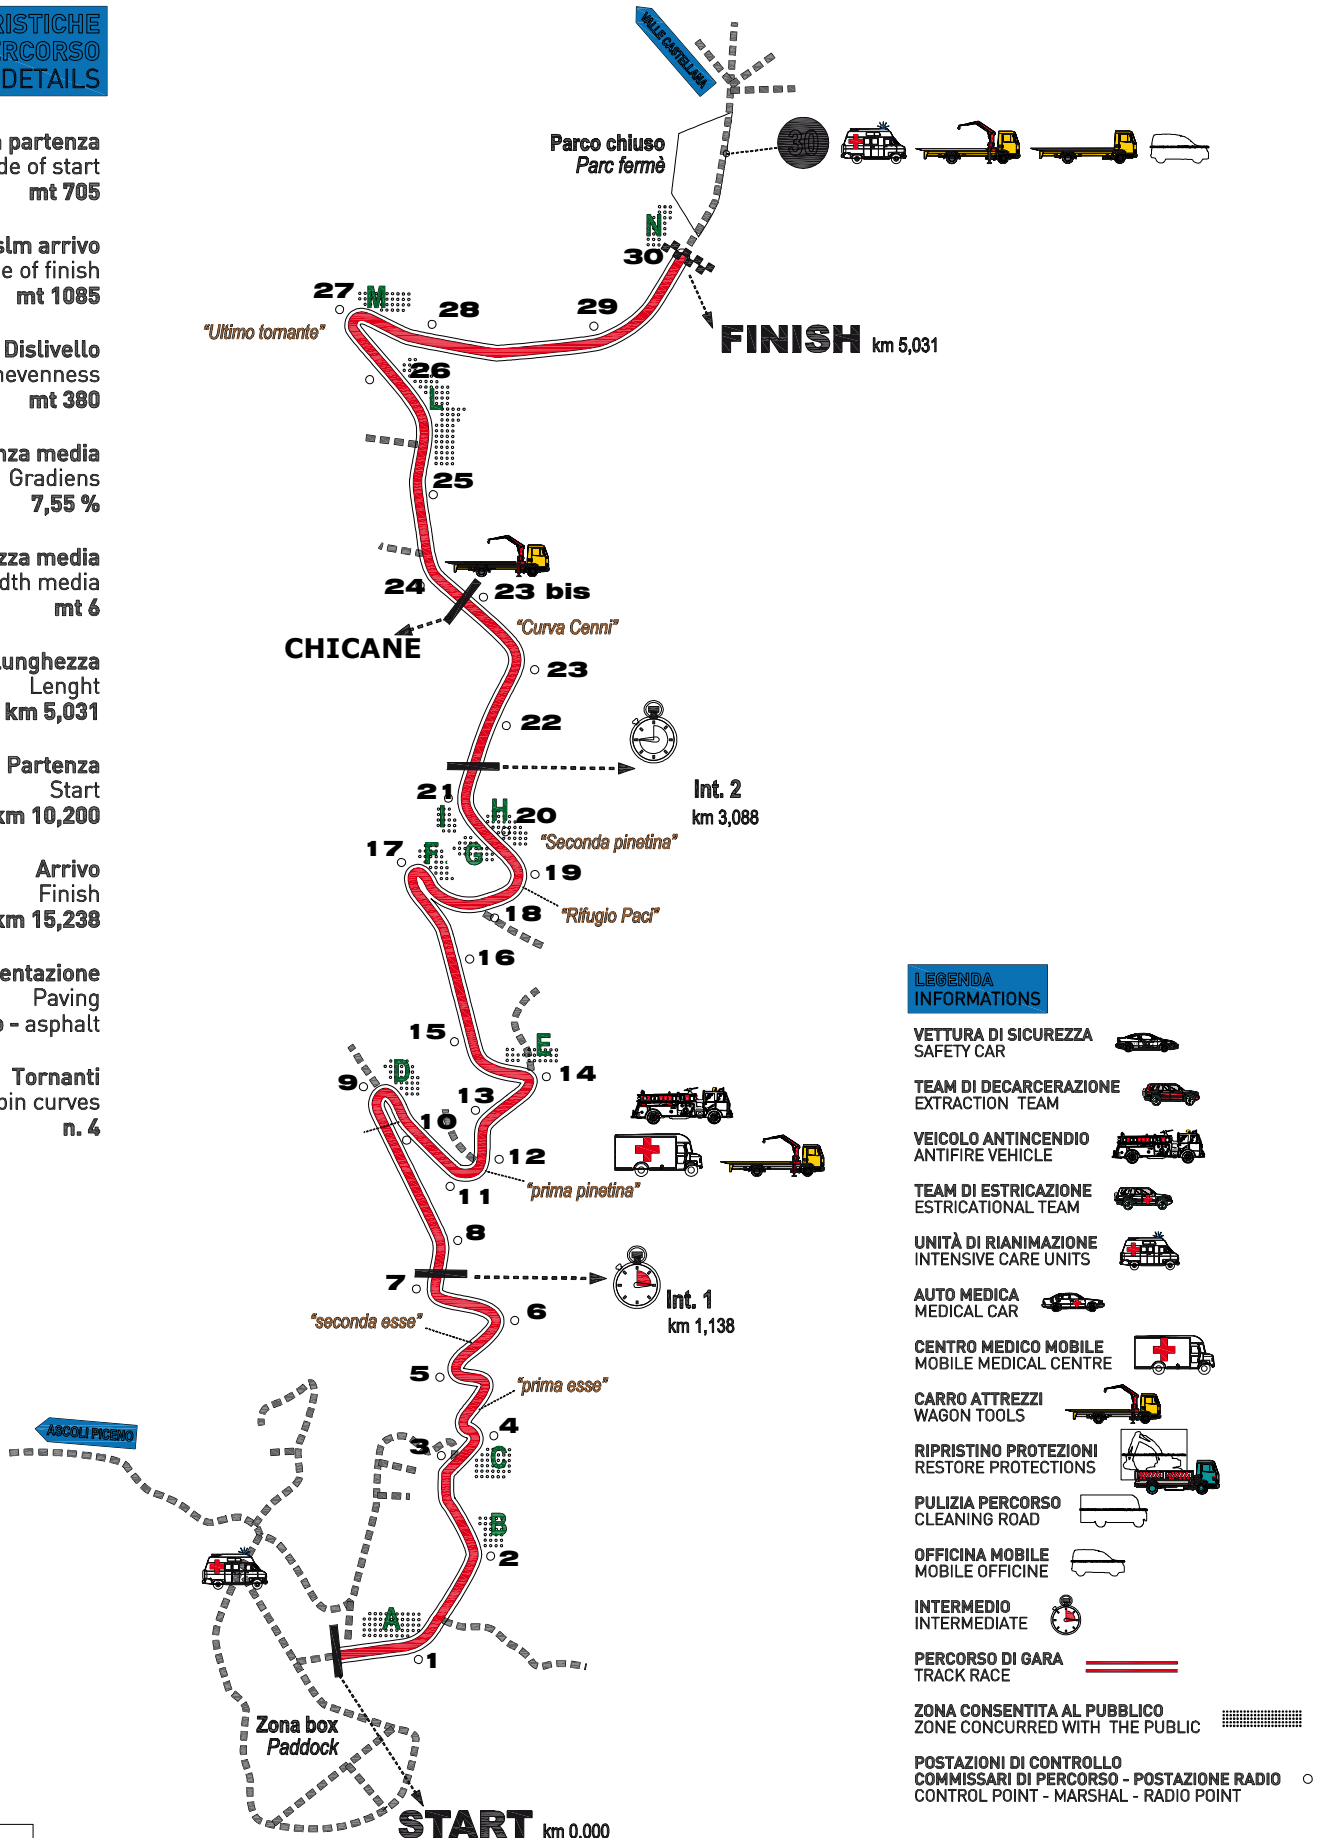 RISTICHE
ERCORSO
DETAILS
partenza
de of start
mt 705
slm arrivo
e of finish
mt 1085
Dislivello
nevenness
mt 380
nza media
Gradiens
7,55 %
zza media
dth media
mt 6
unghezza
Lenght
km 5,031
Partenza
Start
km 10,200
Arrivo
Finish
km 15,238
entazione
Paving
- asphalt
Tornanti
pin curves
n. 4
VALLE CASTELLANA
Parco chiuso
Parc fermè
30
N
30
FINISH km 5,031
27
M
28
29
"Ultimo tornante"
26
L
25
24
23 bis
CHICANE
"Curva Cenni"
23
22
Int. 2
km 3,088
21
I
H
20
"Seconda pinetina"
17
F
G
19
18
"Rifugio Paci"
16
15
E
14
9
D
13
10
12
11
"prima pinetina"
8
7
Int. 1
km 1,138
6
"seconda esse"
5
"prima esse"
4
3
C
ASCOLI PICENO
B
2
A
1
Zona box
Paddock
START km 0,000
LEGENDA
INFORMATIONS
VETTURA DI SICUREZZA
SAFETY CAR
TEAM DI DECARCERAZIONE
EXTRACTION TEAM
VEICOLO ANTINCENDIO
ANTIFIRE VEHICLE
TEAM DI ESTRICAZIONE
ESTRICATIONAL TEAM
UNITÀ DI RIANIMAZIONE
INTENSIVE CARE UNITS
AUTO MEDICA
MEDICAL CAR
CENTRO MEDICO MOBILE
MOBILE MEDICAL CENTRE
CARRO ATTREZZI
WAGON TOOLS
RIPRISTINO PROTEZIONI
RESTORE PROTECTIONS
PULIZIA PERCORSO
CLEANING ROAD
OFFICINA MOBILE
MOBILE OFFICINE
INTERMEDIO
INTERMEDIATE
PERCORSO DI GARA
TRACK RACE
ZONA CONSENTITA AL PUBBLICO
ZONE CONCURRED WITH THE PUBLIC
POSTAZIONI DI CONTROLLO
COMMISSARI DI PERCORSO - POSTAZIONE RADIO
CONTROL POINT - MARSHAL - RADIO POINT